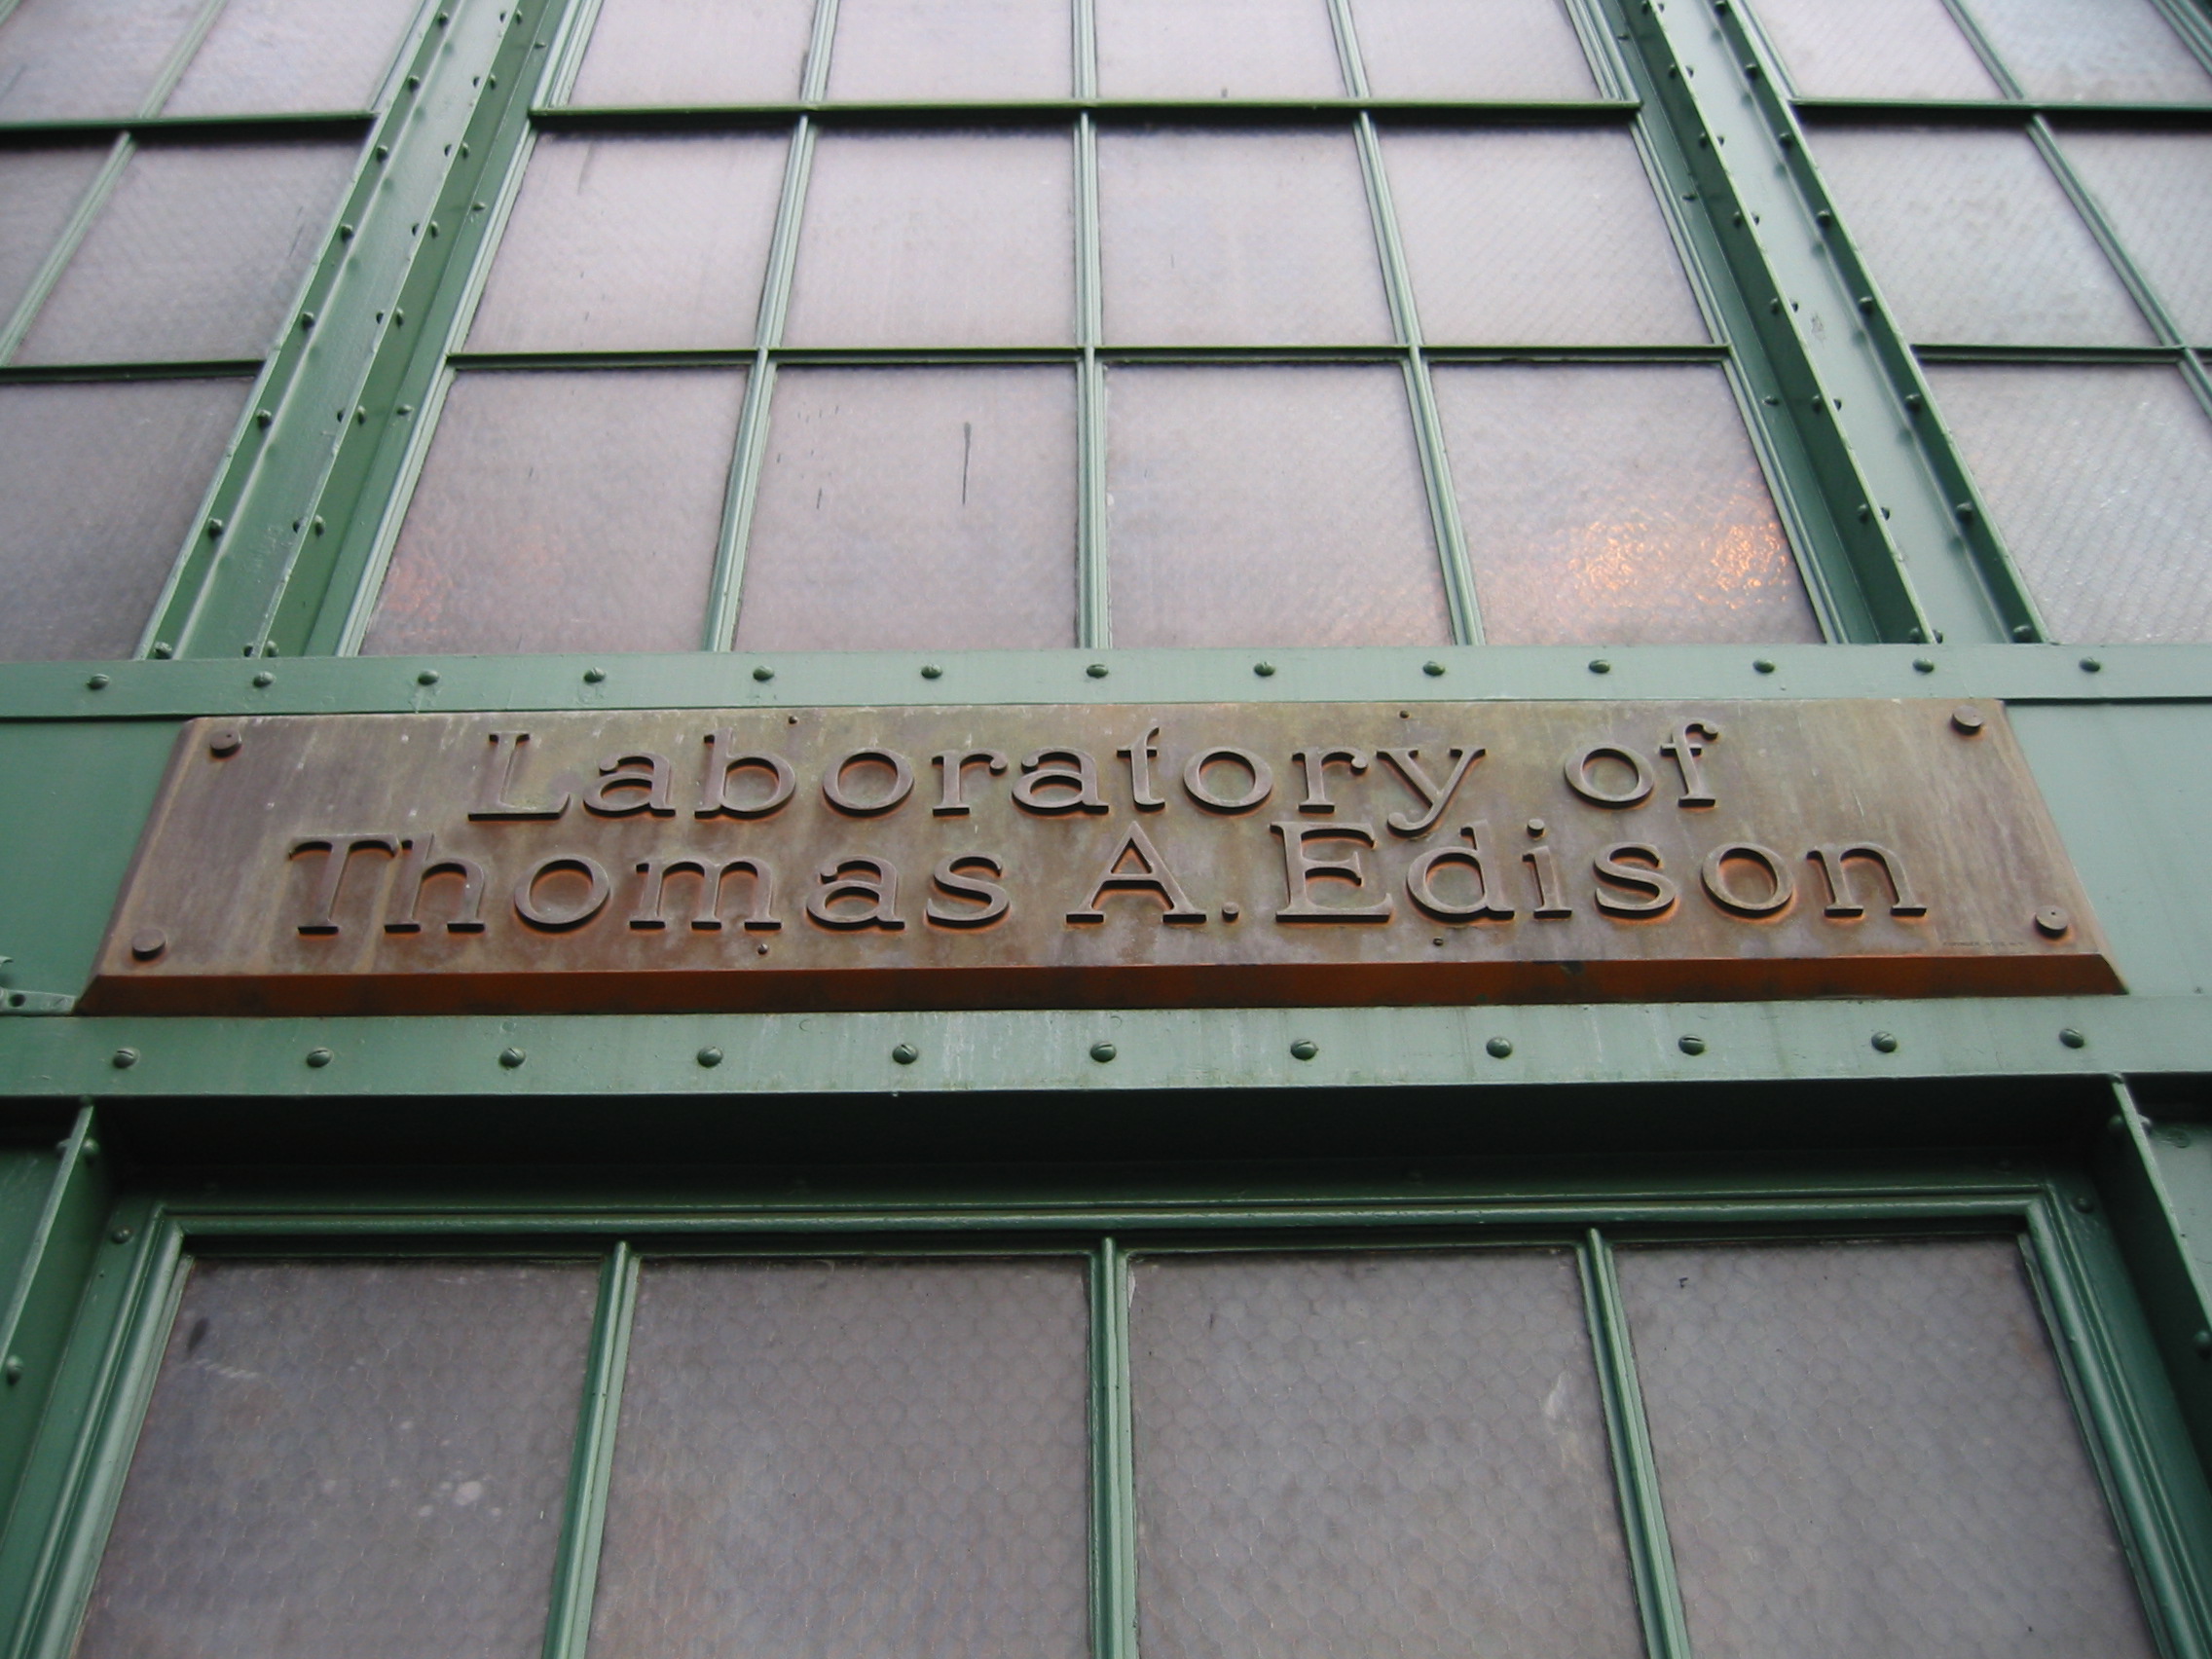 Laboratory of
Thomas A. Edison